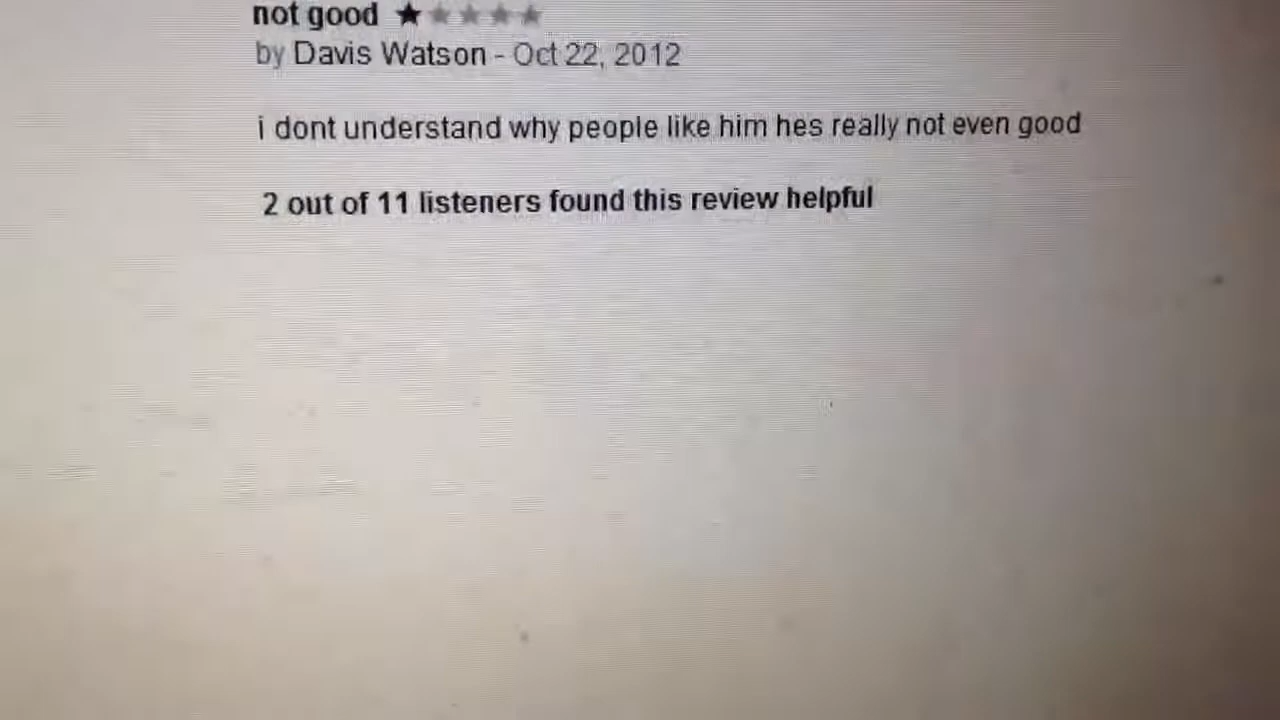 not good ★★★★★
by Davis Watson - Oct 22, 2012
i dont understand why people like him hes really not even good
2 out of 11 listeners found this review helpful